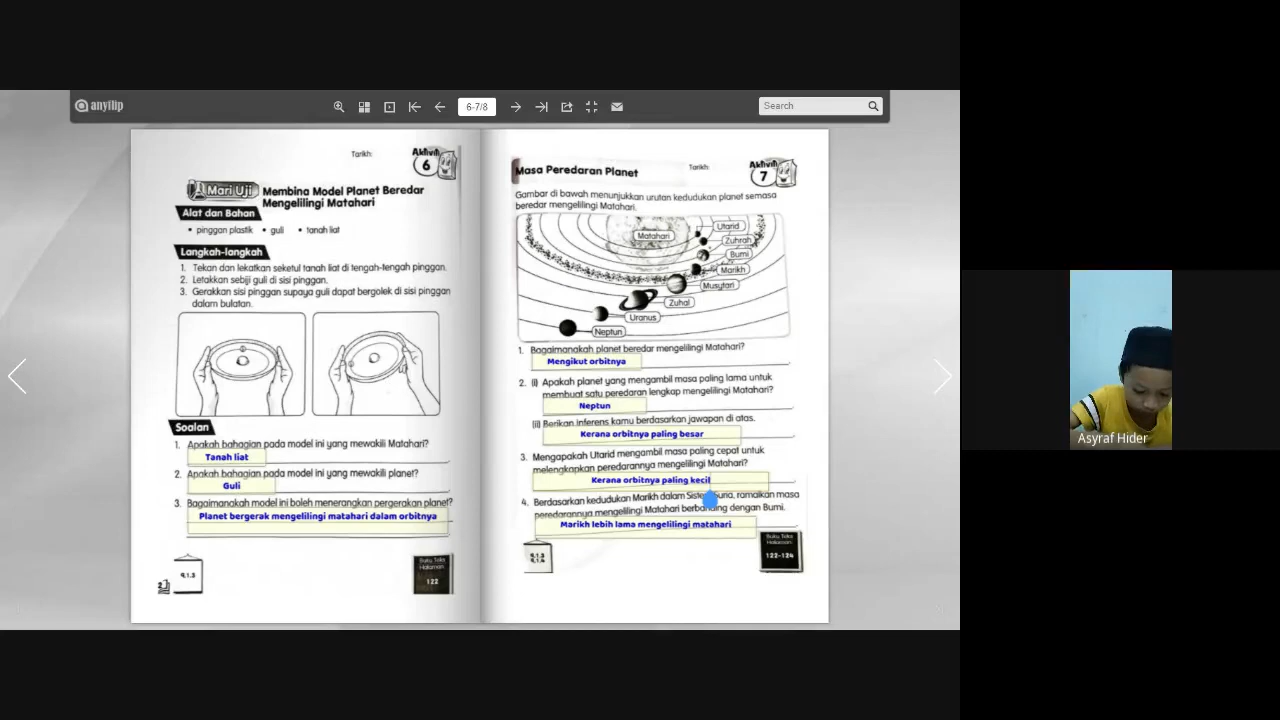 anyflip
6-7/8
Search
Tarikh:
Aktiviti
6
Mari Uji
Membina Model Planet Beredar
Mengelilingi Matahari
Alat dan Bahan
• pinggan plastik • guli • tanah liat
Langkah-langkah
1. Tekan dan lekatkan seketul tanah liat di tengah-tengah pinggan.
2. Letakkan sebiji guli di sisi pinggan.
3. Gerakkan sisi pinggan supaya guli dapat bergolek di sisi pinggan
dalam bulatan.
Soalan
1. Apakah bahagian pada model ini yang mewakili Matahari?
Tanah liat
2. Apakah bahagian pada model ini yang mewakili planet?
Guli
3. Bagaimanakah model ini boleh menerangkan pergerakan planet?
Planet bergerak mengelilingi matahari dalam orbitnya
9.1.3
Buku Teks
Halaman
122
Masa Peredaran Planet
Tarikh:
Aktiviti
7
Gambar di bawah menunjukkan urutan kedudukan planet semasa
beredar mengelilingi Matahari.
Matahari
Utarid
Zuhrah
Bumi
Marikh
Musytari
Zuhal
Uranus
Neptun
1. Bagaimanakah planet beredar mengelilingi Matahari?
Mengikut orbitnya
2. (i) Apakah planet yang mengambil masa paling lama untuk
membuat satu peredaran lengkap mengelilingi Matahari?
Neptun
(ii) Berikan inferens kamu berdasarkan jawapan di atas.
Kerana orbitnya paling besar
3. Mengapakah Utarid mengambil masa paling cepat untuk
melengkapkan peredarannya mengelilingi Matahari?
Kerana orbitnya paling kecil
4. Berdasarkan kedudukan Marikh dalam Sistem Suria, ramalkan masa
peredarannya mengelilingi Matahari berbanding dengan Bumi.
Marikh lebih lama mengelilingi matahari
9.1.3
9.1.4
Buku Teks
Halaman
122-124
Asyraf Hider